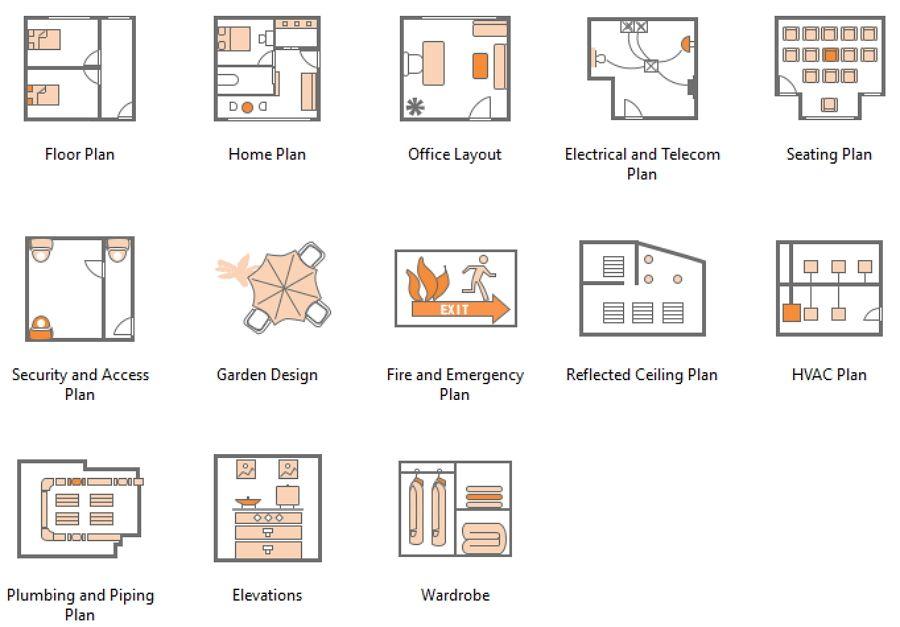 Floor Plan
Home Plan
Office Layout
Electrical and Telecom
Plan
Seating Plan
Security and Access
Plan
Garden Design
EXIT
Fire and Emergency
Plan
Reflected Ceiling Plan
HVAC Plan
Plumbing and Piping
Plan
Elevations
Wardrobe